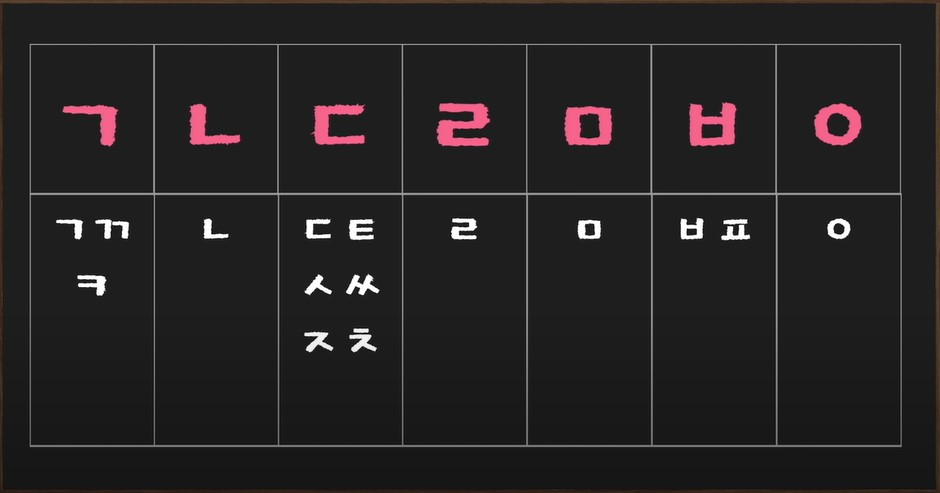 ㄱ ㄴ ㄷ ㄹ ㅁ ㅂ ㅇ
ㄱ ㄲ ㄴ ㄷ ㅌ ㄹ ㅁ ㅂ ㅍ ㅇ
ㅋ ㅅ ㅆ
ㅈ ㅊ